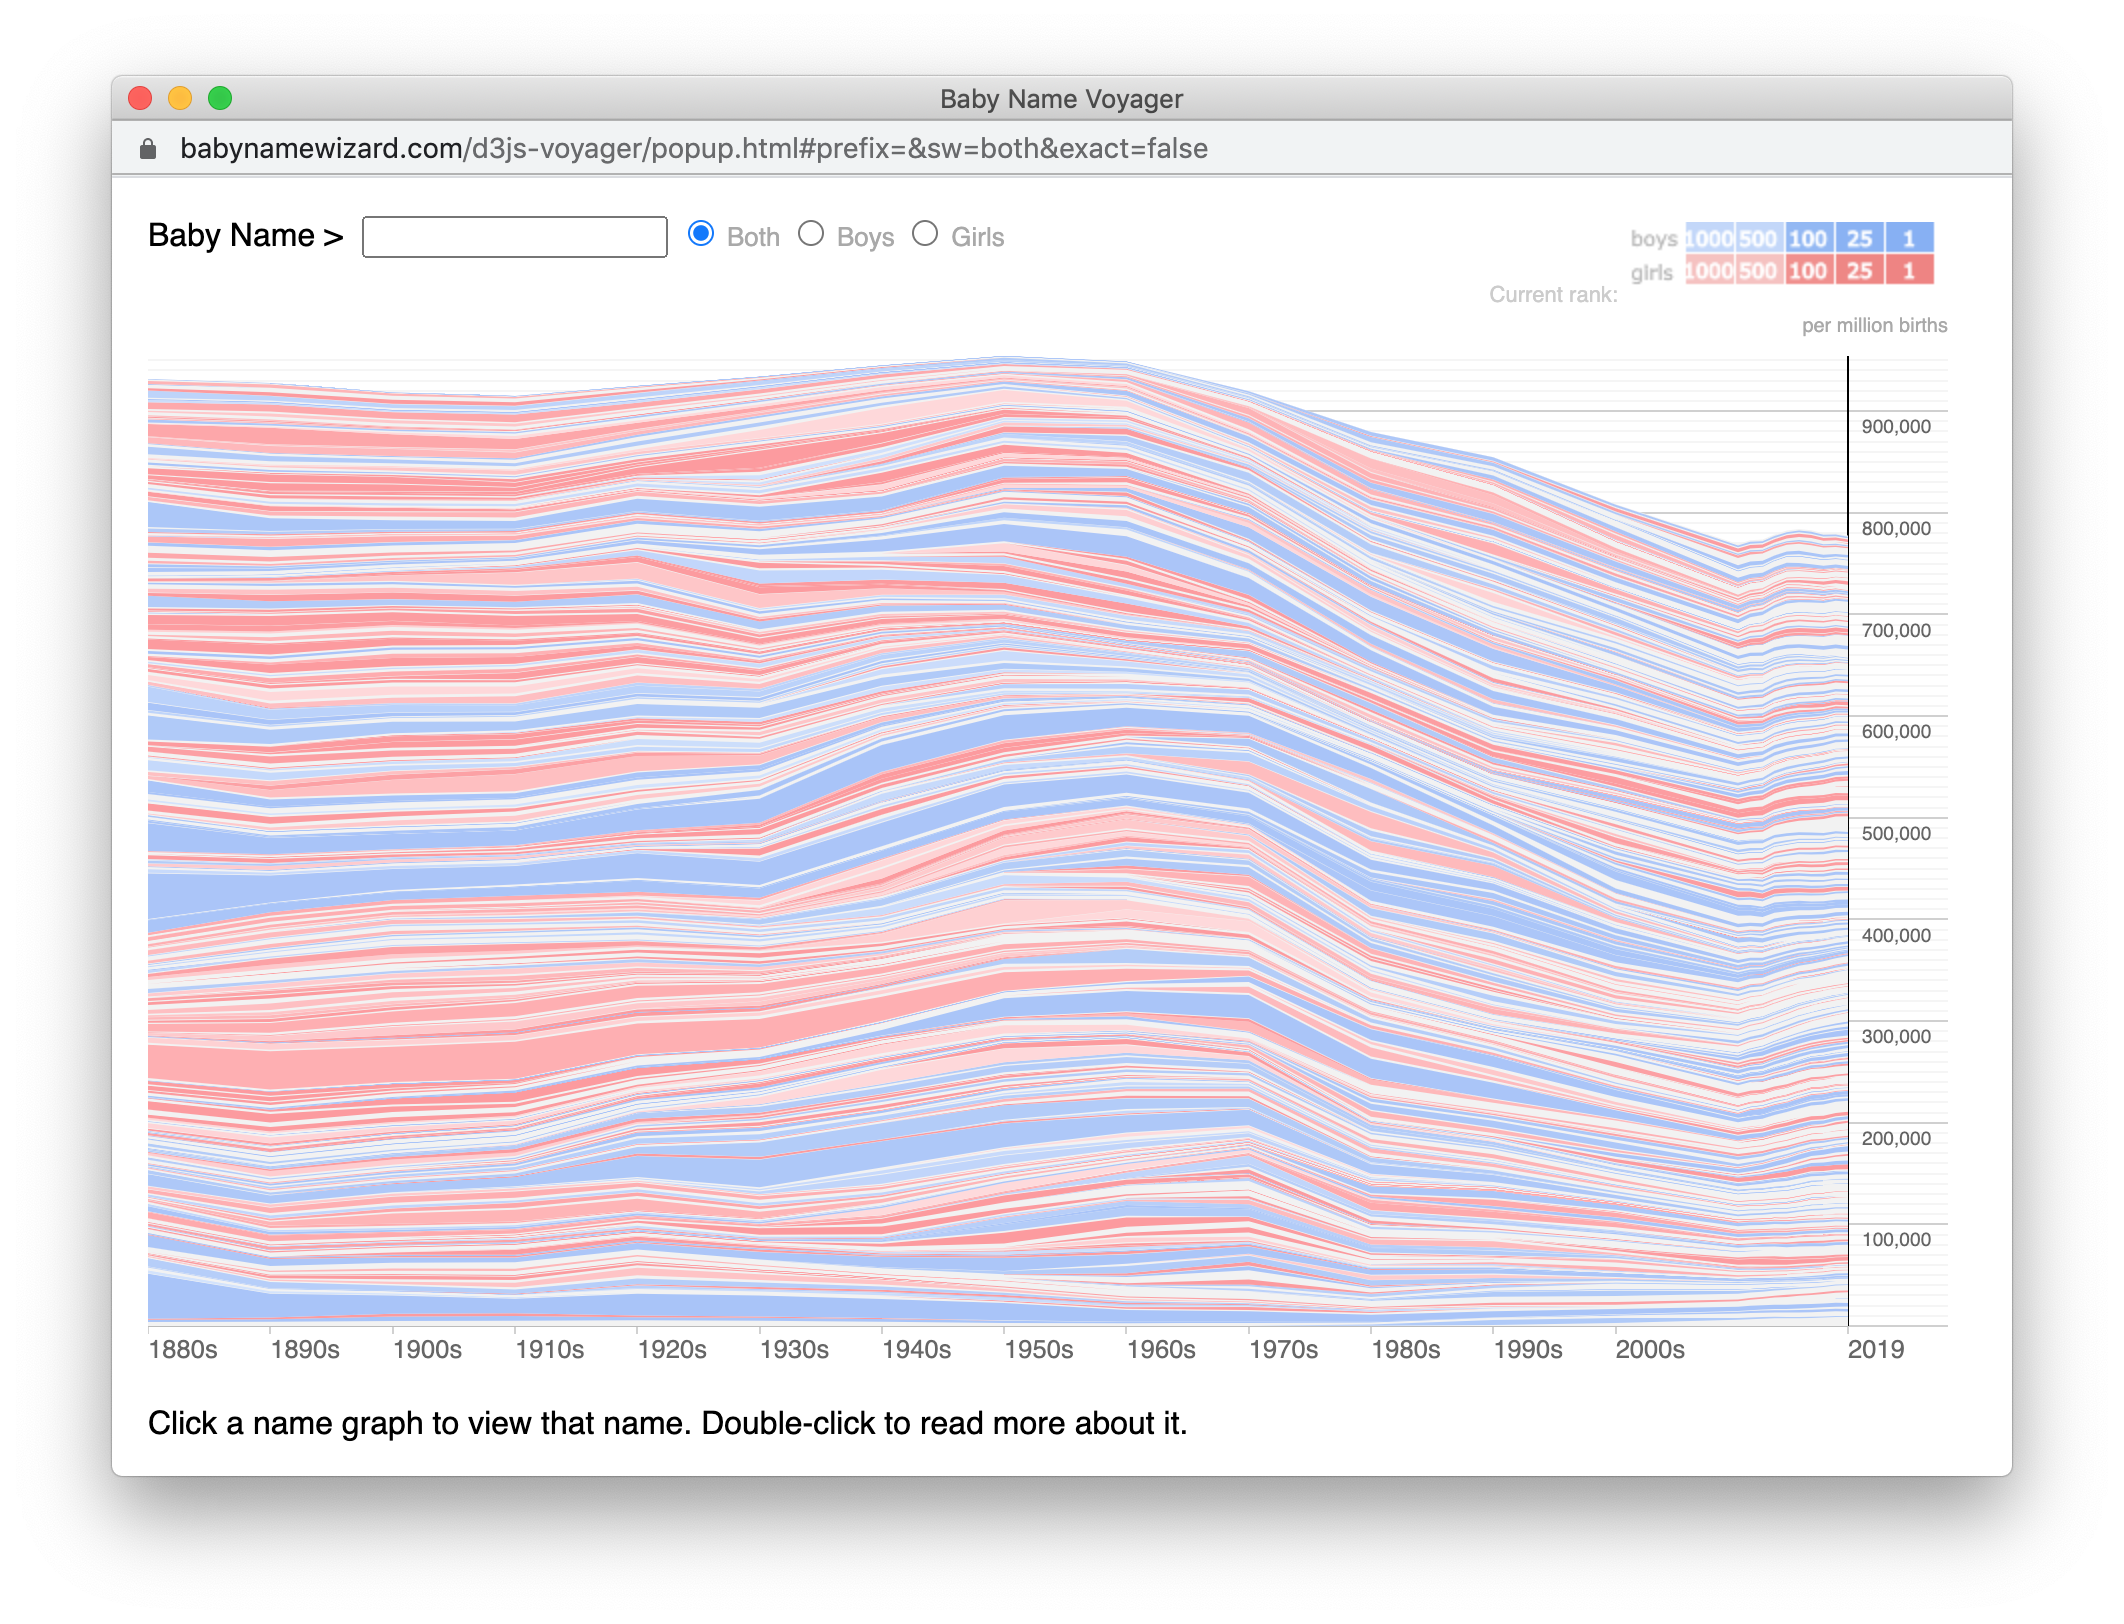 Baby Name Voyager
babynamewizard.com/d3js-voyager/popup.html#prefix=&sw=both&exact=false
Baby Name >
Both
Boys
Girls
boys 1000 500 100 25 1
girls 1000 500 100 25 1
Current rank:
per million births
900,000
800,000
700,000
600,000
500,000
400,000
300,000
200,000
100,000
1880s 1890s 1900s 1910s 1920s 1930s 1940s 1950s 1960s 1970s 1980s 1990s 2000s 2019
Click a name graph to view that name. Double-click to read more about it.